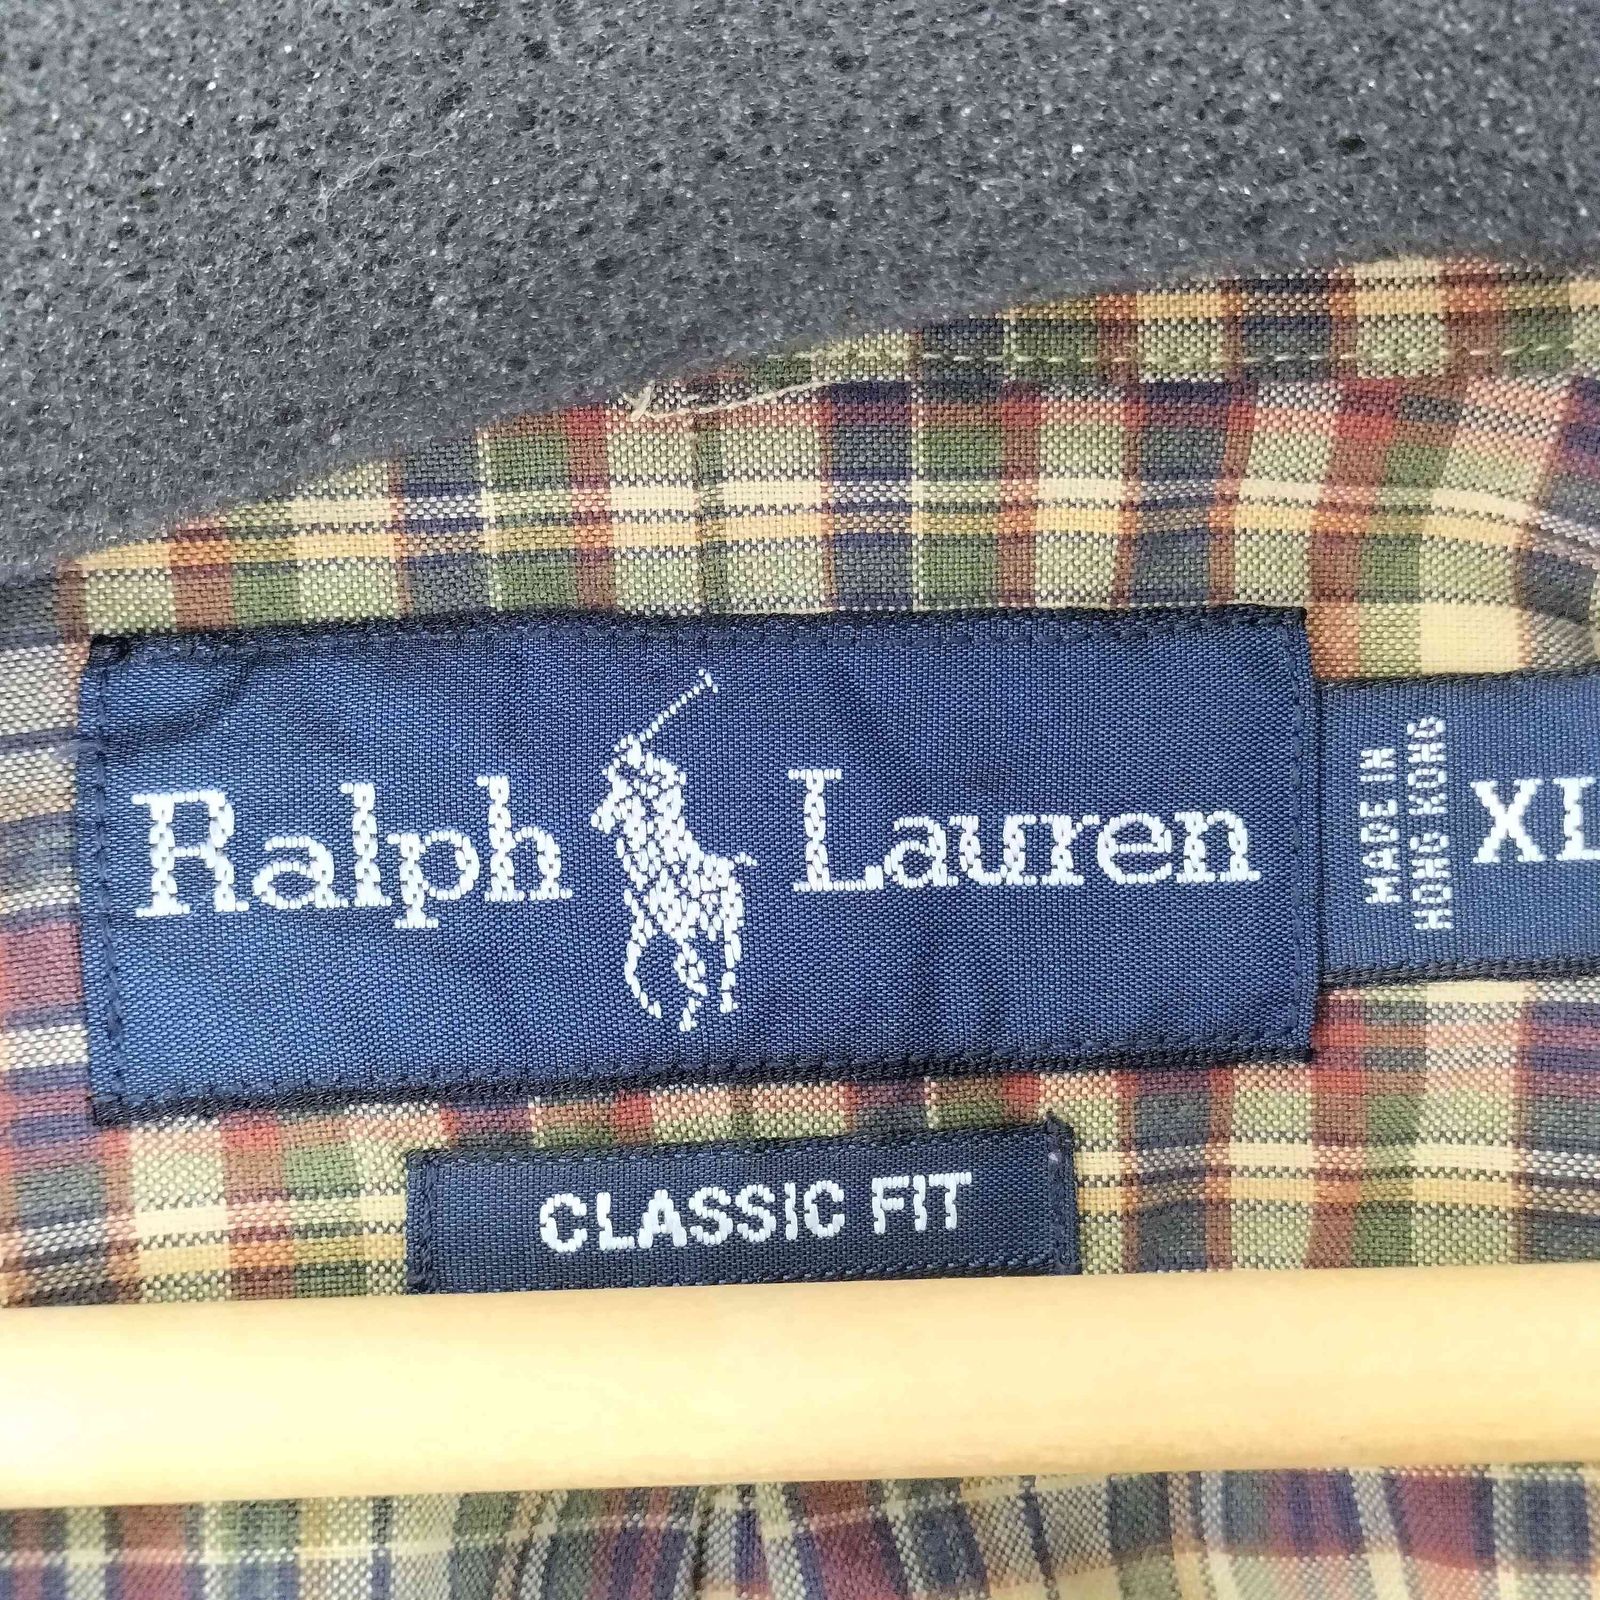 Ralph Lauren
MADE IN
HONG KONG
XL
CLASSIC FIT